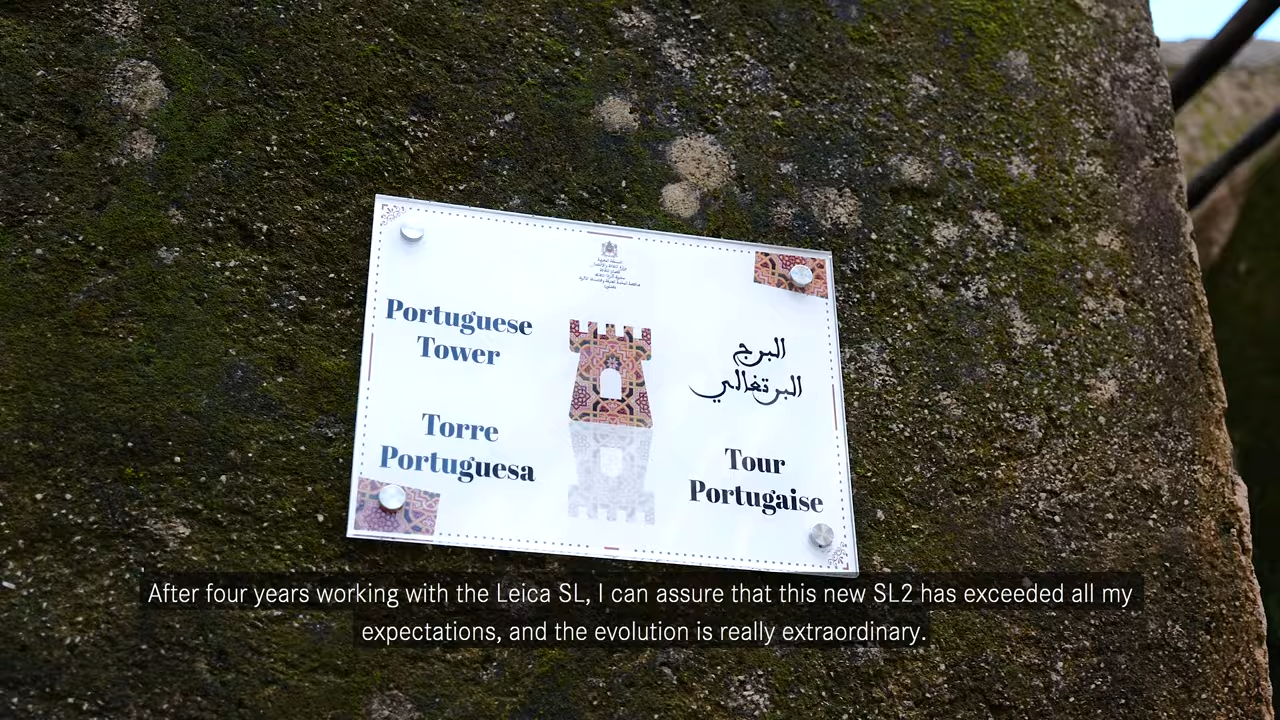 Portuguese
Tower
البرج
البرتغالي
Torre
Portuguesa
Tour
Portugaise
After four years working with the Leica SL, I can assure that this new SL2 has exceeded all my
expectations, and the evolution is really extraordinary.